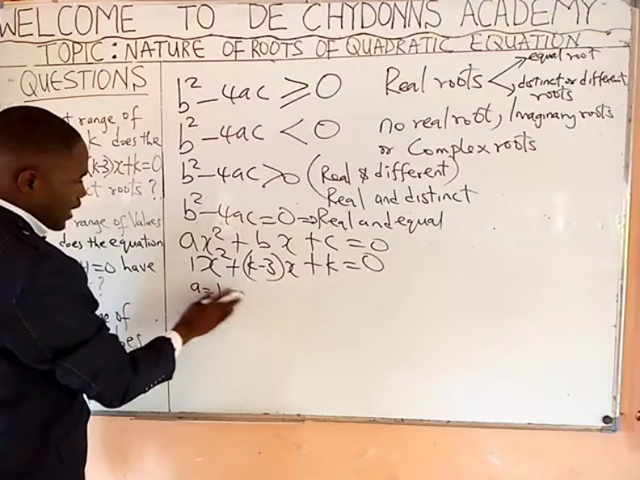 WELCOME TO DE CHYDONNS ACADEMY
TOPIC: NATURE OF ROOTS OF QUADRATIC EQUATION
QUESTIONS
t range of
k does the
(k-3)x+k=0
ct roots?
range of Values
does the equation
=0 have
?
of
b²-4ac ≥ 0 Real roots < equal root
distinct or different roots
b²-4ac < 0 no real root, Imaginary roots
or Complex roots
b²-4ac > 0 (Real & different)
Real and distinct
b²-4ac = 0 ⇒ Real and equal
ax²+bx+c=0
1x²+(k-3)x+k=0
a=1